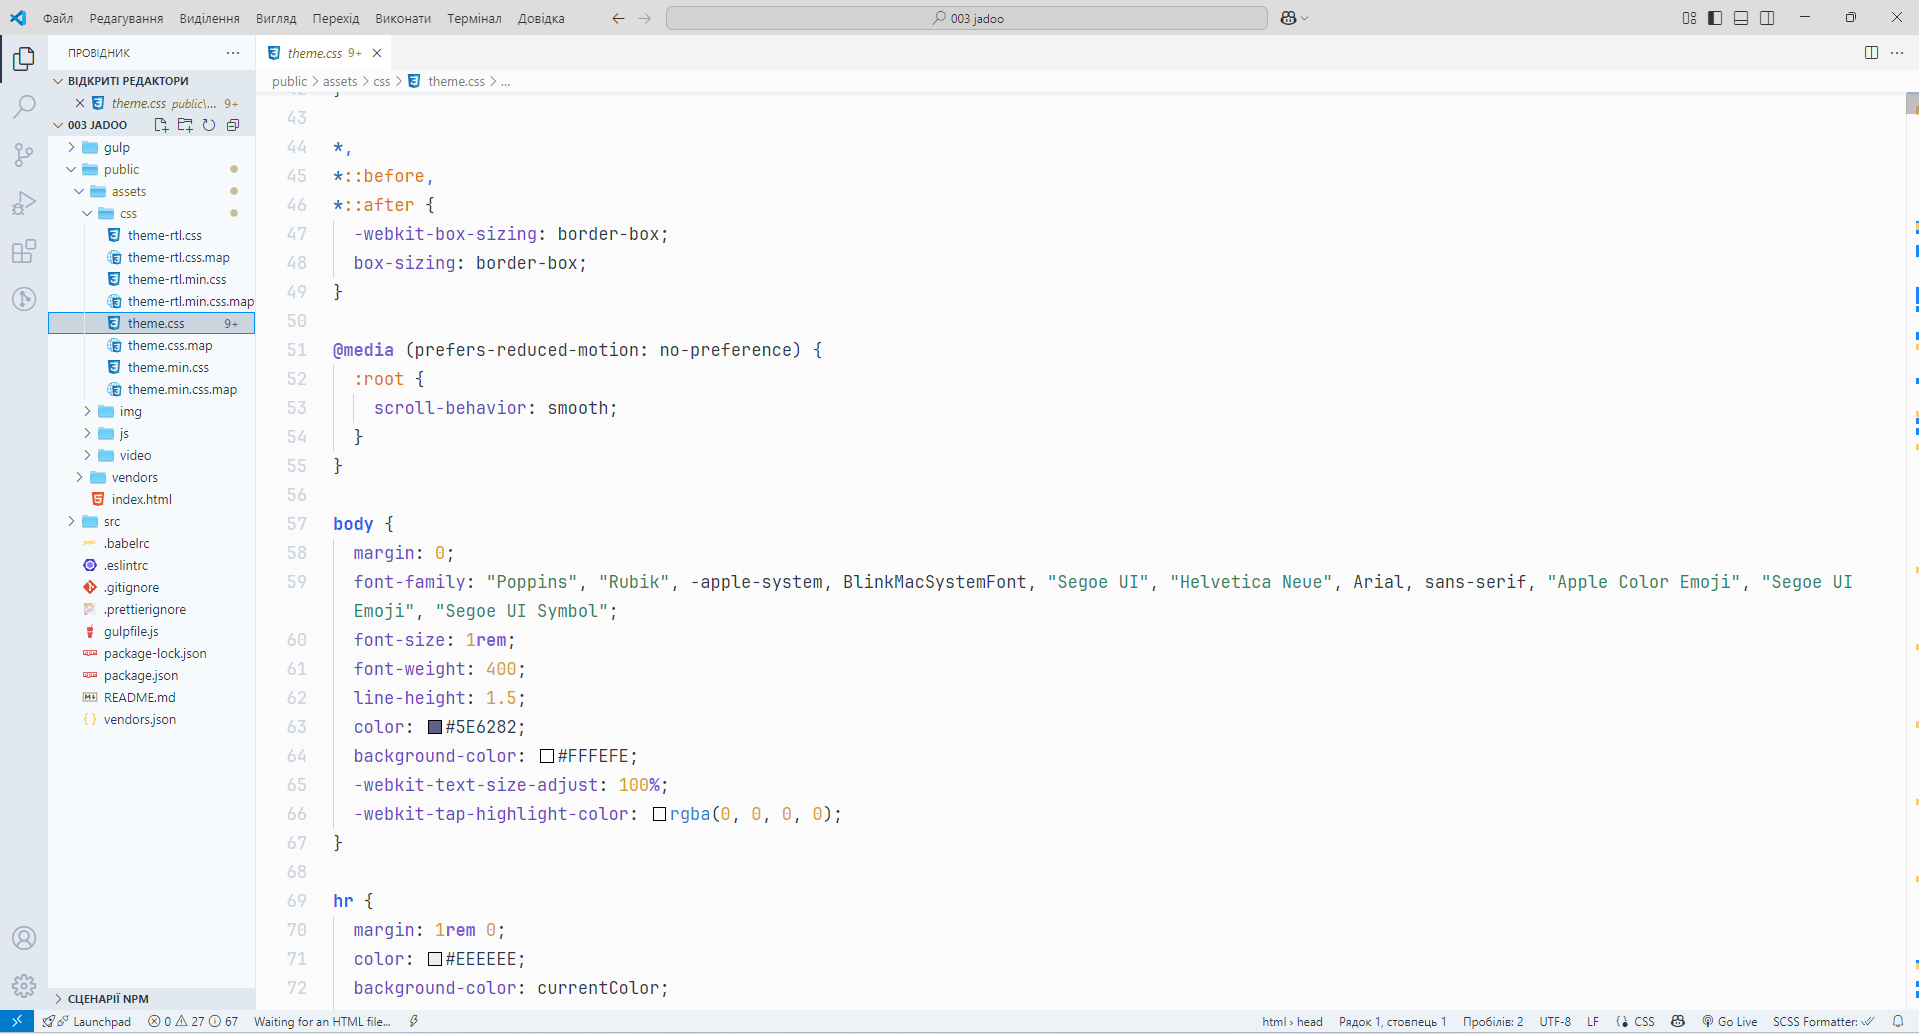 Файл Редагування Виділення Вигляд Перехід Виконати Термінал Довідка
003 jadoo
ПРОВІДНИК
ВІДКРИТІ РЕДАКТОРИ
theme.css public\... 9+
003 JADOO
gulp
public
assets
css
theme-rtl.css
theme-rtl.css.map
theme-rtl.min.css
theme-rtl.min.css.map
theme.css 9+
theme.css.map
theme.min.css
theme.min.css.map
img
js
video
vendors
index.html
src
.babelrc
.eslintrc
.gitignore
.prettierignore
gulpfile.js
package-lock.json
package.json
README.md
vendors.json
СЦЕНАРІЇ NPM
theme.css 9+
public > assets > css > theme.css > ...
42 }
43
44 *,
45 *::before,
46 *::after {
47 -webkit-box-sizing: border-box;
48 box-sizing: border-box;
49 }
50
51 @media (prefers-reduced-motion: no-preference) {
52 :root {
53 scroll-behavior: smooth;
54 }
55 }
56
57 body {
58 margin: 0;
59 font-family: "Poppins", "Rubik", -apple-system, BlinkMacSystemFont, "Segoe UI", "Helvetica Neue", Arial, sans-serif, "Apple Color Emoji", "Segoe UI
Emoji", "Segoe UI Symbol";
60 font-size: 1rem;
61 font-weight: 400;
62 line-height: 1.5;
63 color: #5E6282;
64 background-color: #FFFEFE;
65 -webkit-text-size-adjust: 100%;
66 -webkit-tap-highlight-color: rgba(0, 0, 0, 0);
67 }
68
69 hr {
70 margin: 1rem 0;
71 color: #EEEEEE;
72 background-color: currentColor;
Launchpad 0 27 67 Waiting for an HTML file... html › head Рядок 1, стовпець 1 Пробілів: 2 UTF-8 LF CSS Go Live SCSS Formatter: